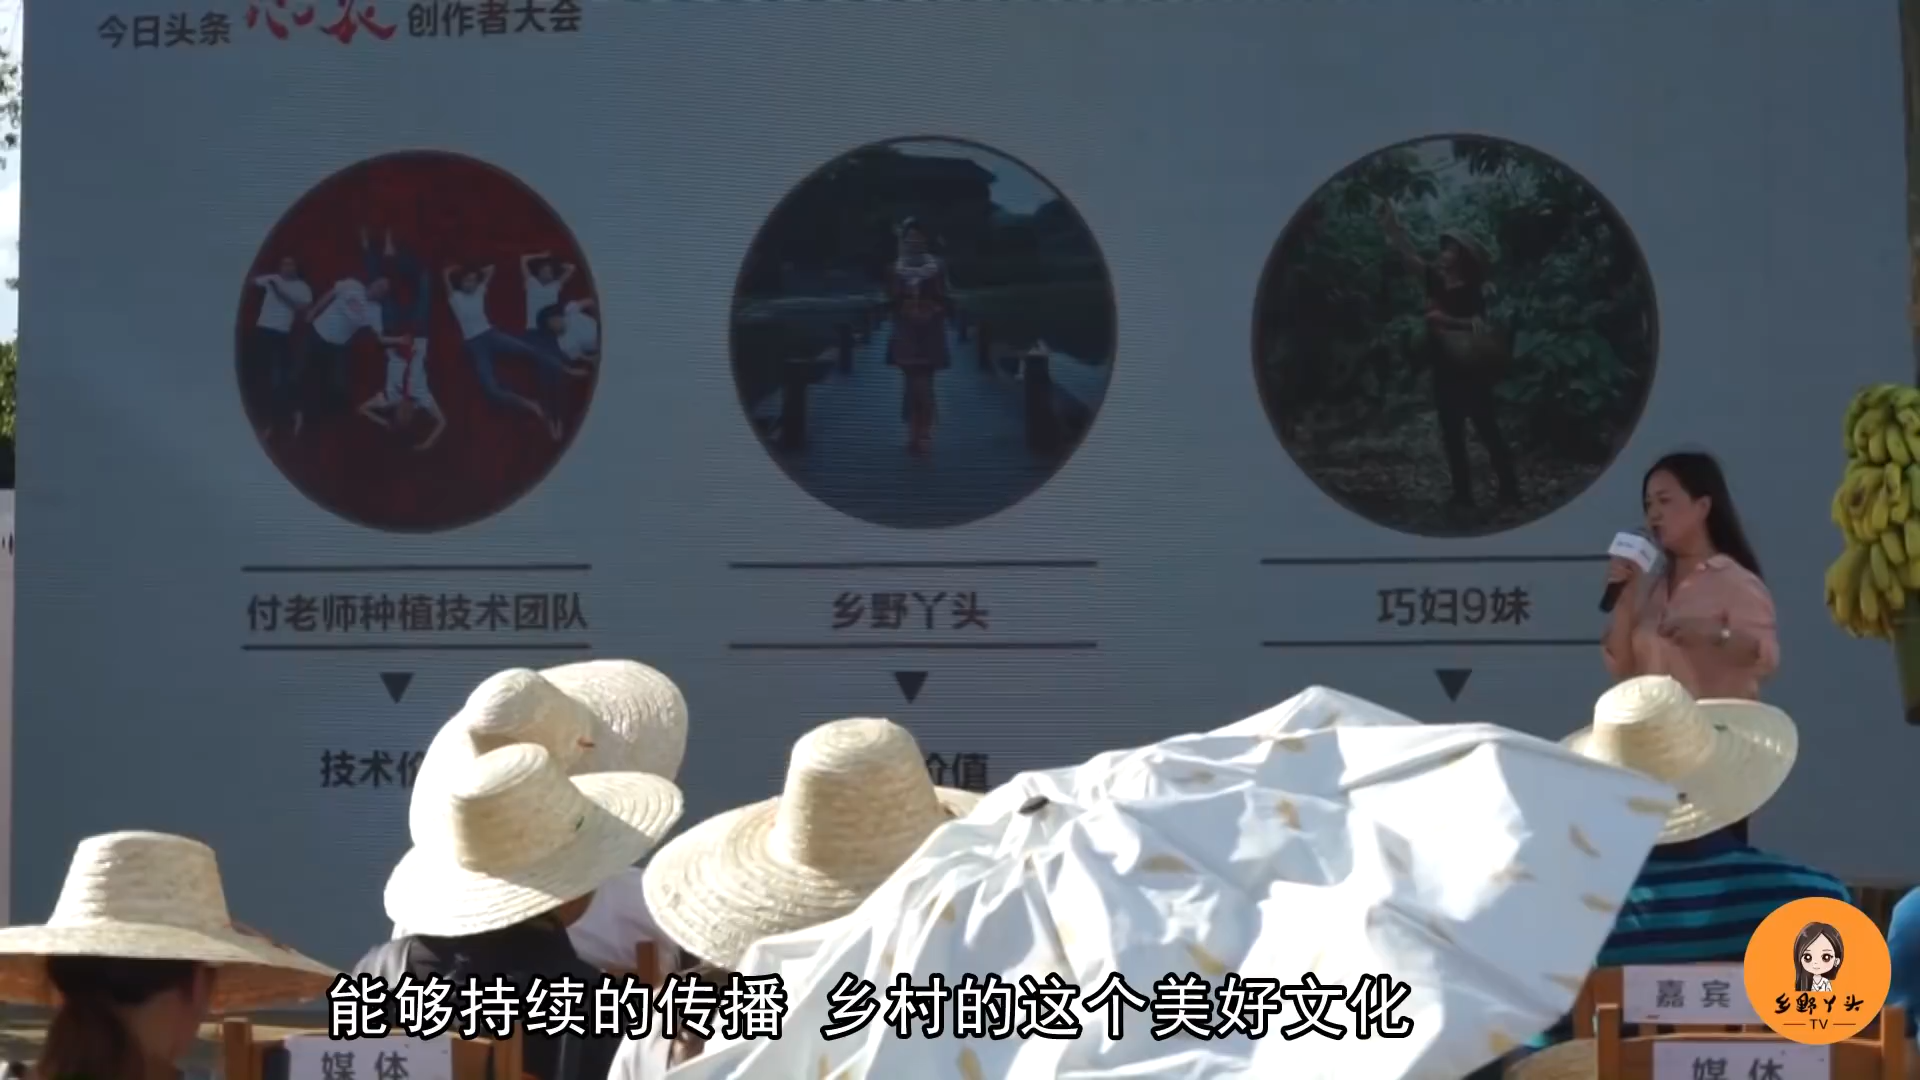 今日头条 创作者大会
付老师种植技术团队
乡野丫头
巧妇9妹
技术价
价值
能够持续的传播 乡村的这个美好文化
嘉宾
乡野丫头
TV
媒体
媒体